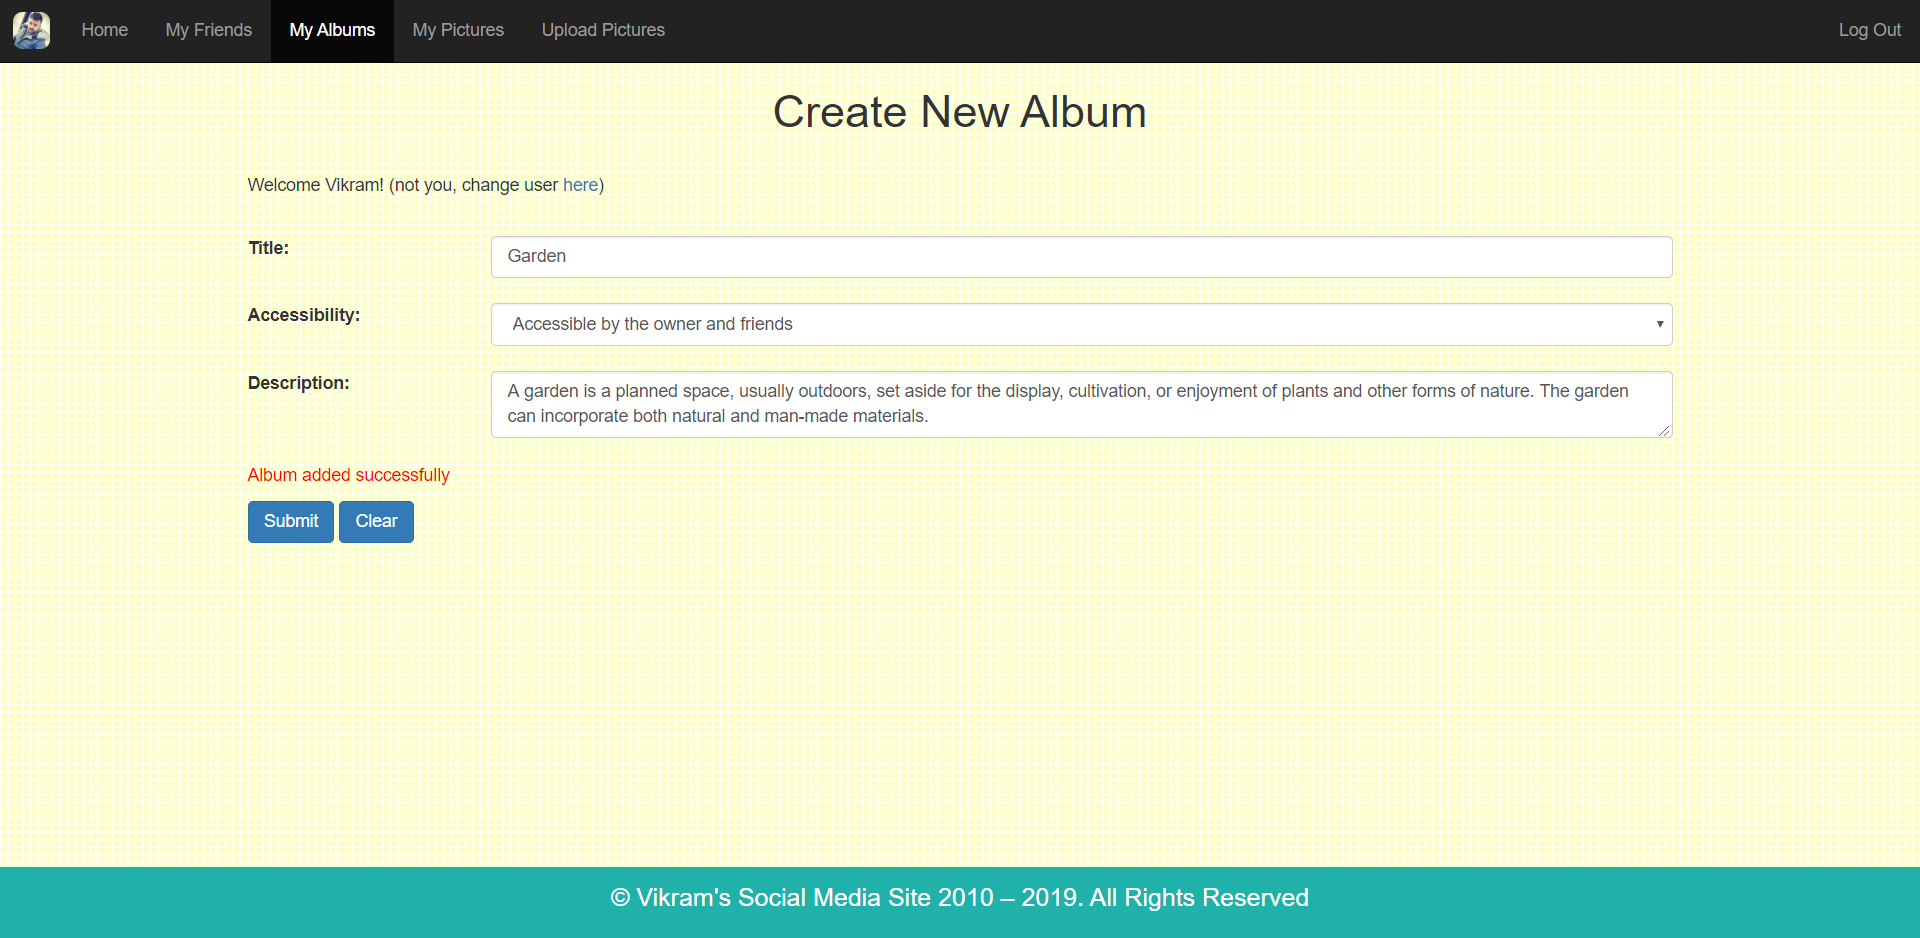 Home My Friends My Albums My Pictures Upload Pictures Log Out
Create New Album
Welcome Vikram! (not you, change user here)
Title: Garden
Accessibility: Accessible by the owner and friends
Description: A garden is a planned space, usually outdoors, set aside for the display, cultivation, or enjoyment of plants and other forms of nature. The garden
can incorporate both natural and man-made materials.
Album added successfully
Submit Clear
© Vikram's Social Media Site 2010 – 2019. All Rights Reserved